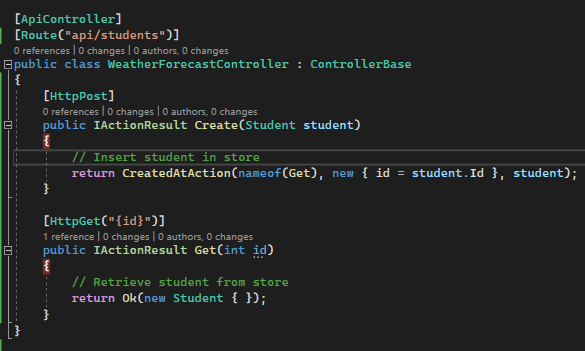 [ApiController]
[Route("api/students")]
0 references | 0 changes | 0 authors, 0 changes
public class WeatherForecastController : ControllerBase
{
[HttpPost]
0 references | 0 changes | 0 authors, 0 changes
public IActionResult Create(Student student)
{
// Insert student in store
return CreatedAtAction(nameof(Get), new { id = student.Id }, student);
}
[HttpGet("{id}")]
1 reference | 0 changes | 0 authors, 0 changes
public IActionResult Get(int id)
{
// Retrieve student from store
return Ok(new Student { });
}
}